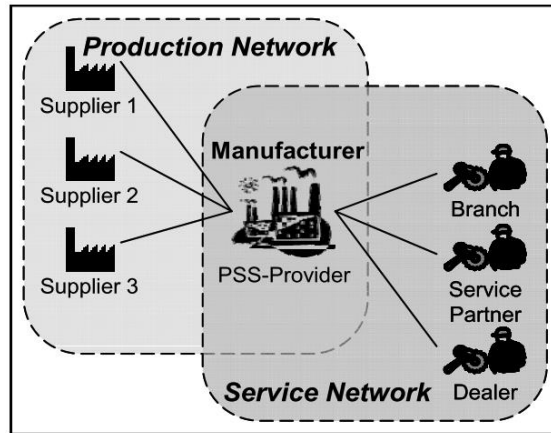 Production Network
Supplier 1
Supplier 2
Supplier 3
Manufacturer
PSS-Provider
Branch
Service
Partner
Dealer
Service Network